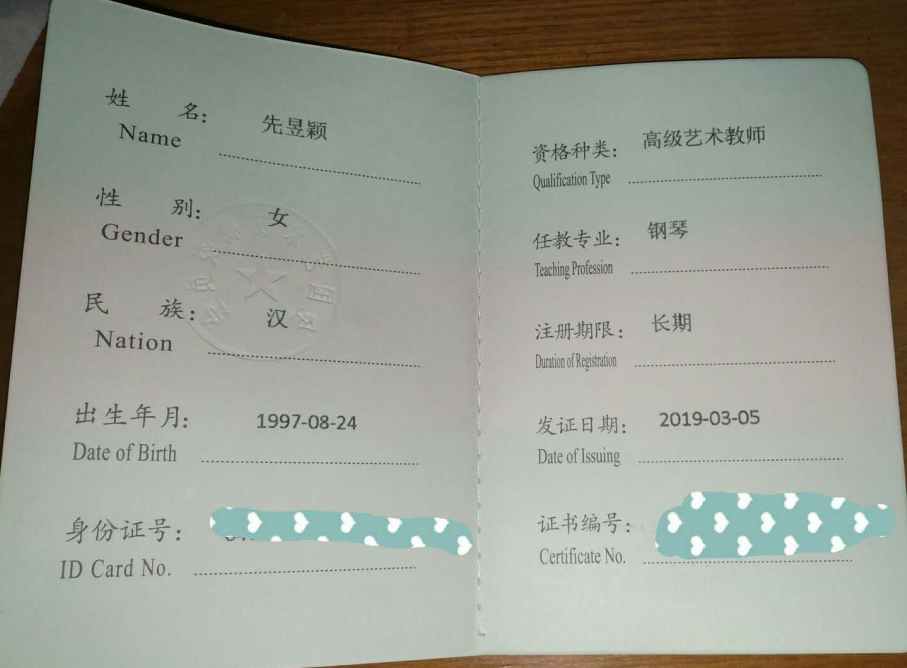 姓 名: 先昱颖
Name
性 别: 女
Gender
民 族: 汉
Nation
出生年月: 1997-08-24
Date of Birth
身份证号:
ID Card No.
资格种类: 高级艺术教师
Qualification Type
任教专业: 钢琴
Teaching Profession
注册期限: 长期
Duration of Registration
发证日期: 2019-03-05
Date of Issuing
证书编号:
Certificate No.